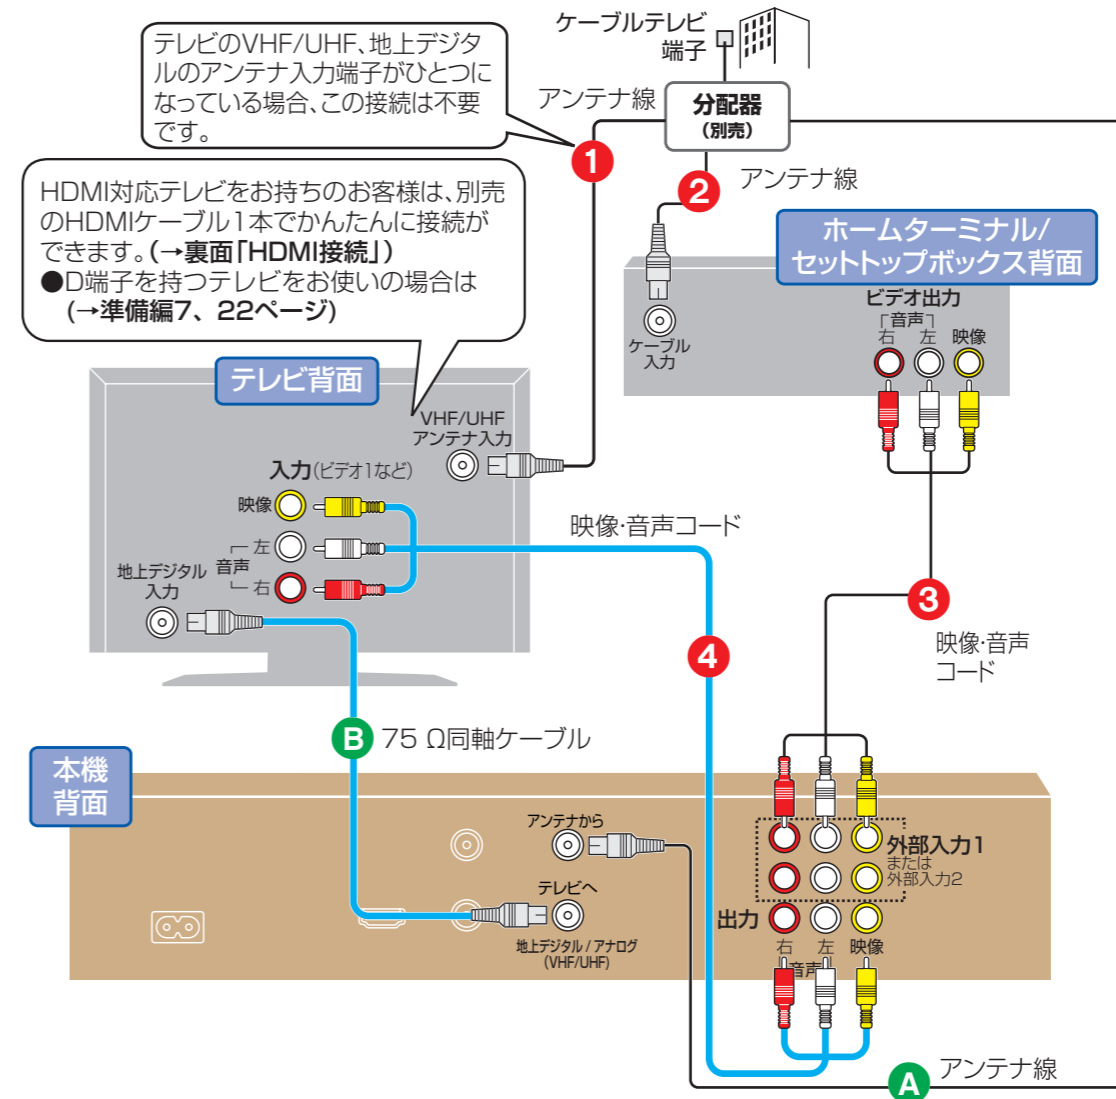 テレビのVHF/UHF、地上デジタ
ルのアンテナ入力端子がひとつに
なっている場合、この接続は不要
です。
ケーブルテレビ
端子
アンテナ線
分配器
(別売)
1
2
アンテナ線
HDMI対応テレビをお持ちのお客様は、別売
のHDMIケーブル1本でかんたんに接続が
できます。(→裏面「HDMI接続」)
●D端子を持つテレビをお使いの場合は
(→準備編7、22ページ)
ホームターミナル/
セットトップボックス背面
ビデオ出力
「音声」
右 左 映像
ケーブル
入力
テレビ背面
VHF/UHF
アンテナ入力
入力(ビデオ1など)
映像
左
音声
右
地上デジタル
入力
映像・音声コード
3
映像・音声
コード
4
B 75 Ω同軸ケーブル
本機
背面
アンテナから
テレビへ
地上デジタル/アナログ
(VHF/UHF)
外部入力1
または
外部入力2
出力
右 左 映像
音声
A
アンテナ線